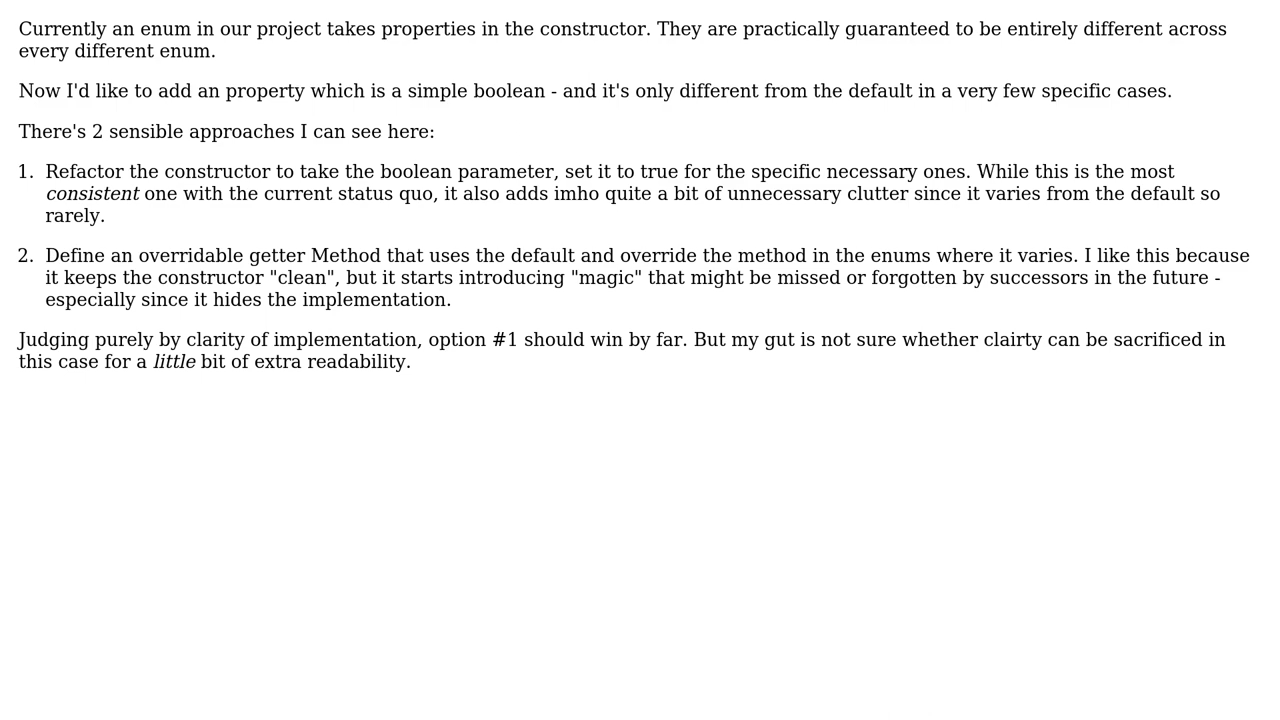 Currently an enum in our project takes properties in the constructor. They are practically guaranteed to be entirely different across
every different enum.
Now I'd like to add an property which is a simple boolean - and it's only different from the default in a very few specific cases.
There's 2 sensible approaches I can see here:
1. Refactor the constructor to take the boolean parameter, set it to true for the specific necessary ones. While this is the most
consistent one with the current status quo, it also adds imho quite a bit of unnecessary clutter since it varies from the default so
rarely.
2. Define an overridable getter Method that uses the default and override the method in the enums where it varies. I like this because
it keeps the constructor "clean", but it starts introducing "magic" that might be missed or forgotten by successors in the future -
especially since it hides the implementation.
Judging purely by clarity of implementation, option #1 should win by far. But my gut is not sure whether clairty can be sacrificed in
this case for a little bit of extra readability.